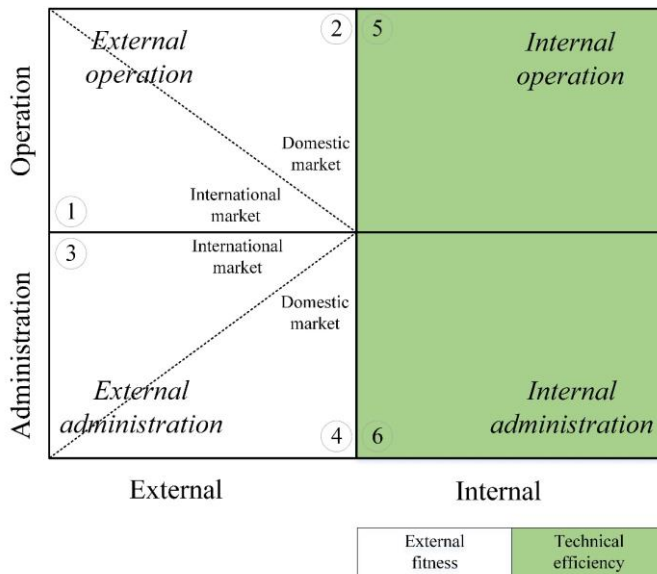 External
operation
2
5
Internal
operation
Operation
Domestic
market
International
market
1
3
International
market
Domestic
market
Administration
External
administration
4
6
Internal
administration
External
Internal
External
fitness
Technical
efficiency